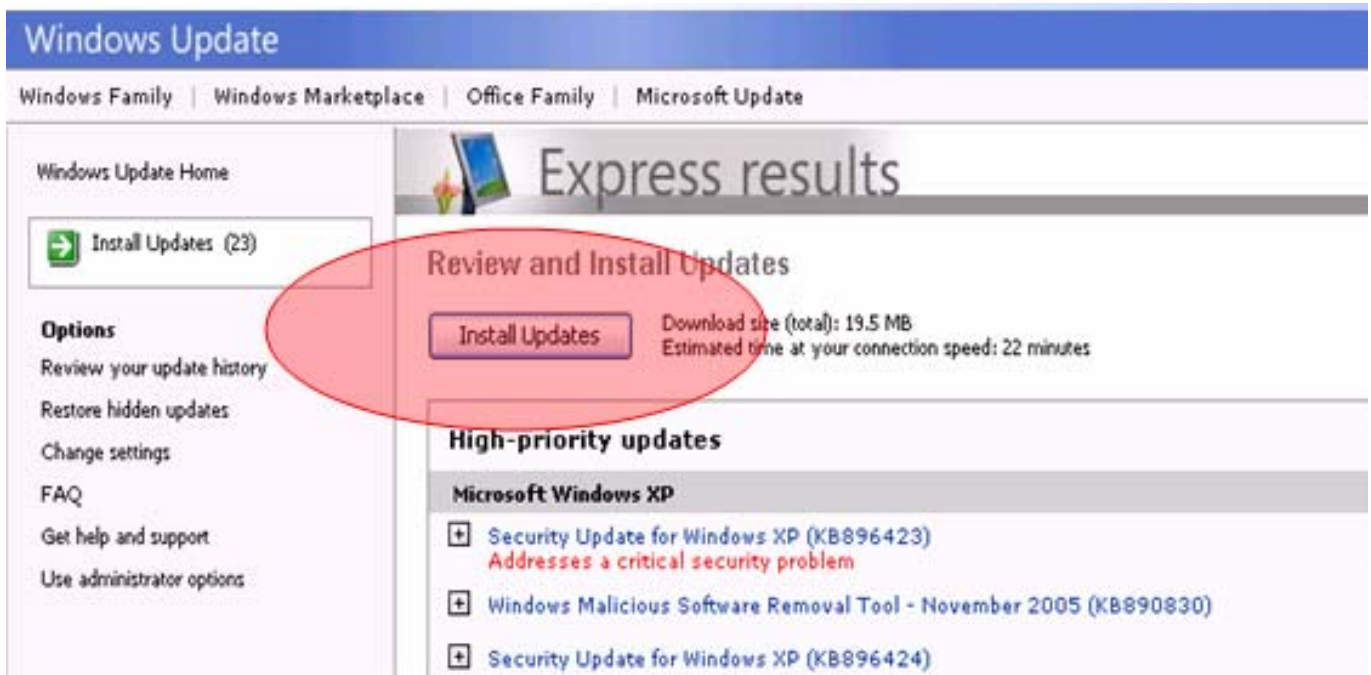 Windows Update
Windows Family | Windows Marketplace | Office Family | Microsoft Update
Windows Update Home
Install Updates (23)
Options
Review your update history
Restore hidden updates
Change settings
FAQ
Get help and support
Use administrator options
Express results
Review and Install Updates
Install Updates
Download size (total): 19.5 MB
Estimated time at your connection speed: 22 minutes
High-priority updates
Microsoft Windows XP
Security Update for Windows XP (KB896423)
Addresses a critical security problem
Windows Malicious Software Removal Tool - November 2005 (KB890830)
Security Update for Windows XP (KB896424)